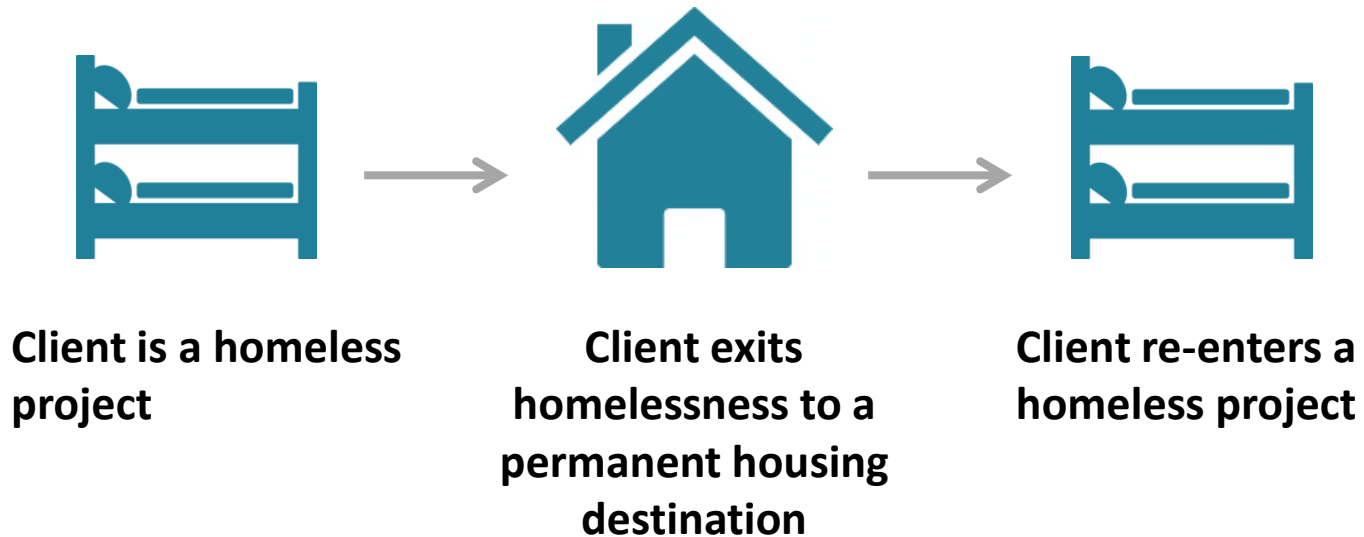 Client is a homeless
project
Client exits
homelessness to a
permanent housing
destination
Client re-enters a
homeless project